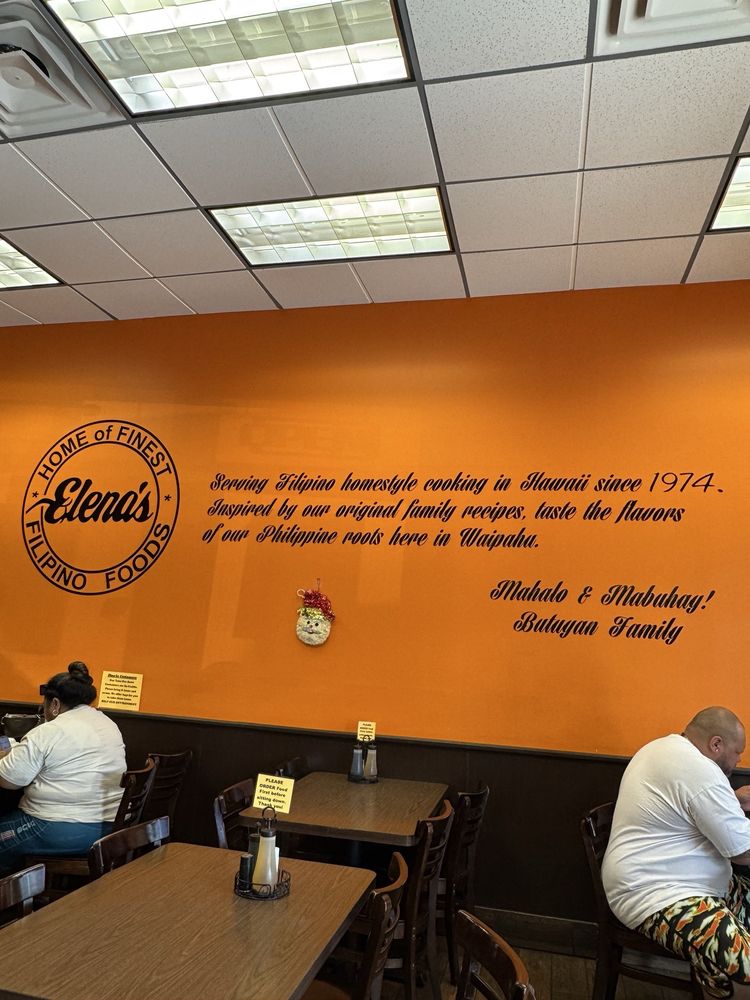 HOME of FINEST
Elena's
FILIPINO FOODS
Serving Filipino homestyle cooking in Hawaii since 1974.
Inspired by our original family recipes, taste the flavors
of our Philippine roots here in Waipahu.
Mahalo & Mabuhay!
Butuyan Family
PLEASE
ORDER Food
First before
sitting down.
Thank you!